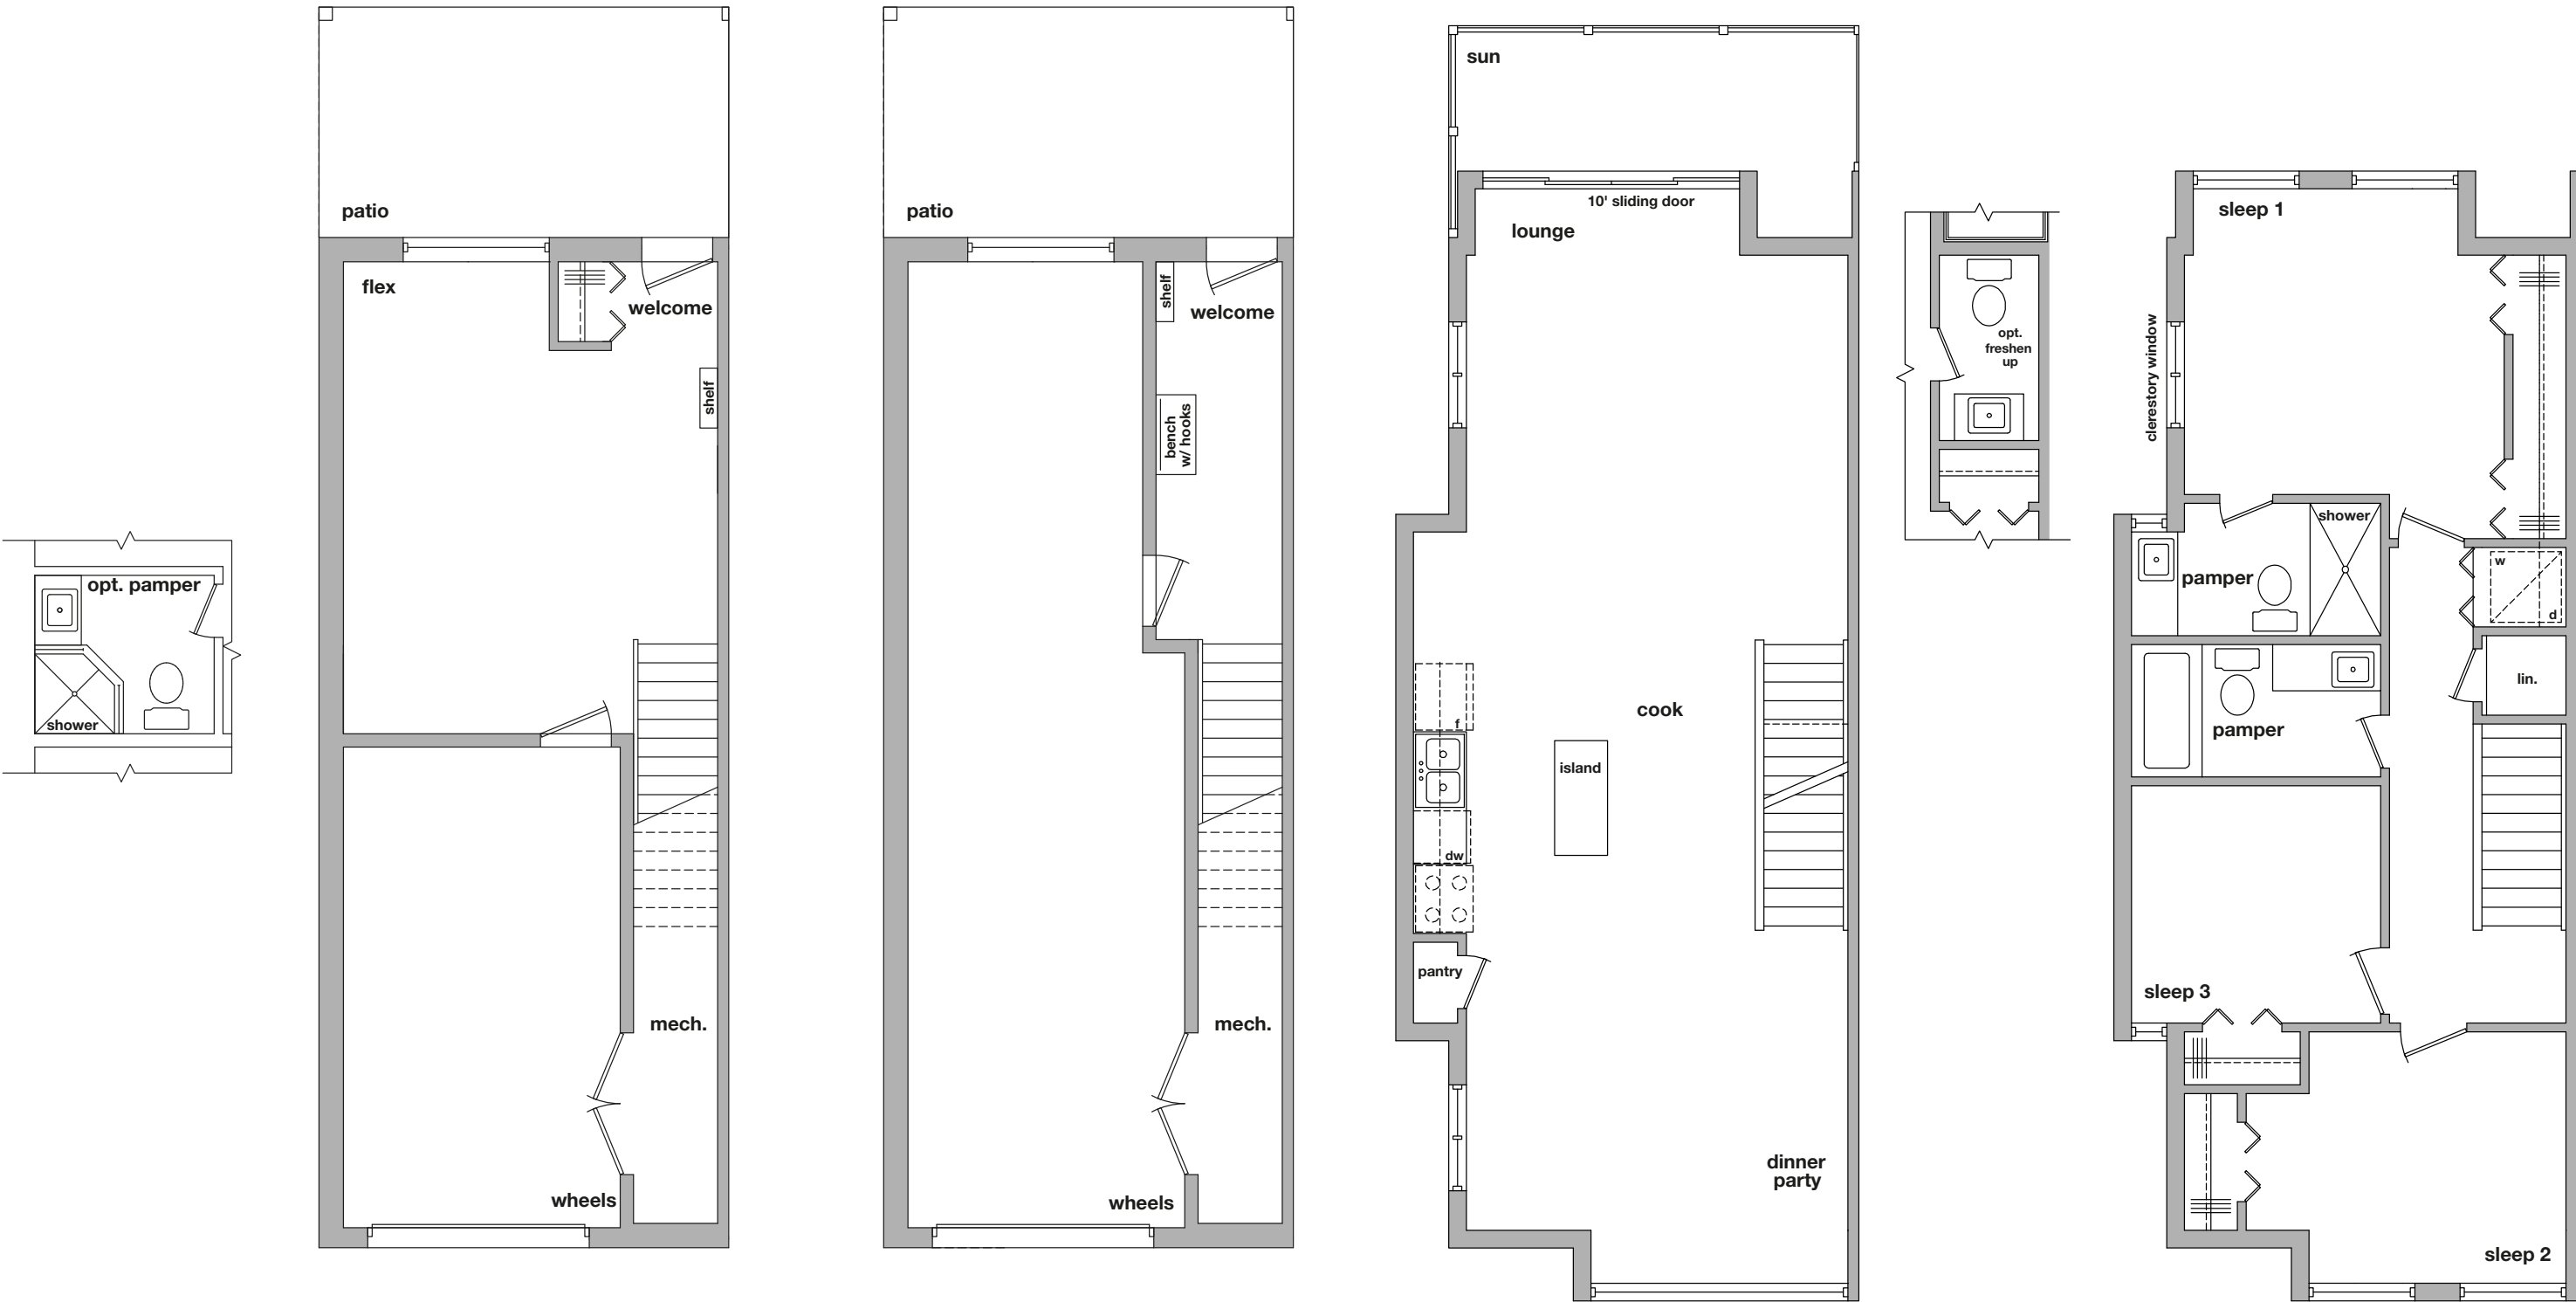 opt. pamper
shower
patio
flex
welcome
shelf
mech.
wheels
patio
shelf
welcome
bench
w/ hooks
mech.
wheels
sun
10' sliding door
lounge
cook
f
island
dw
pantry
dinner
party
opt.
freshen
up
sleep 1
clerestory window
shower
pamper
w
d
lin.
pamper
sleep 3
sleep 2